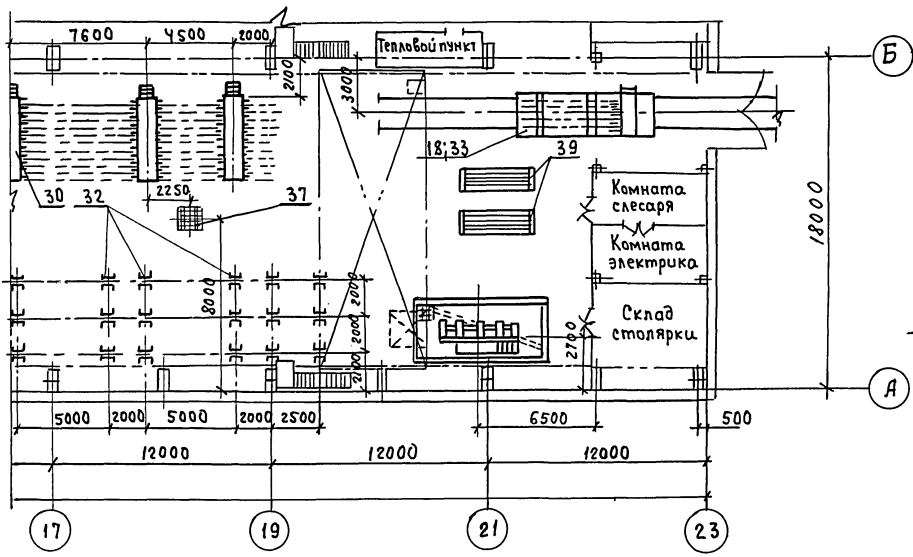 7600 4500 2000
Тепловой пункт
Б
2100
3000
18; 33
39
30 32
2250
37
Комната
слесаря
Комната
электрика
18000
8000
2000
2000
2100
2700
Склад
столярки
А
5000 2000 5000 2000 2500 6500 500
12000 12000 12000
17 19 21 23